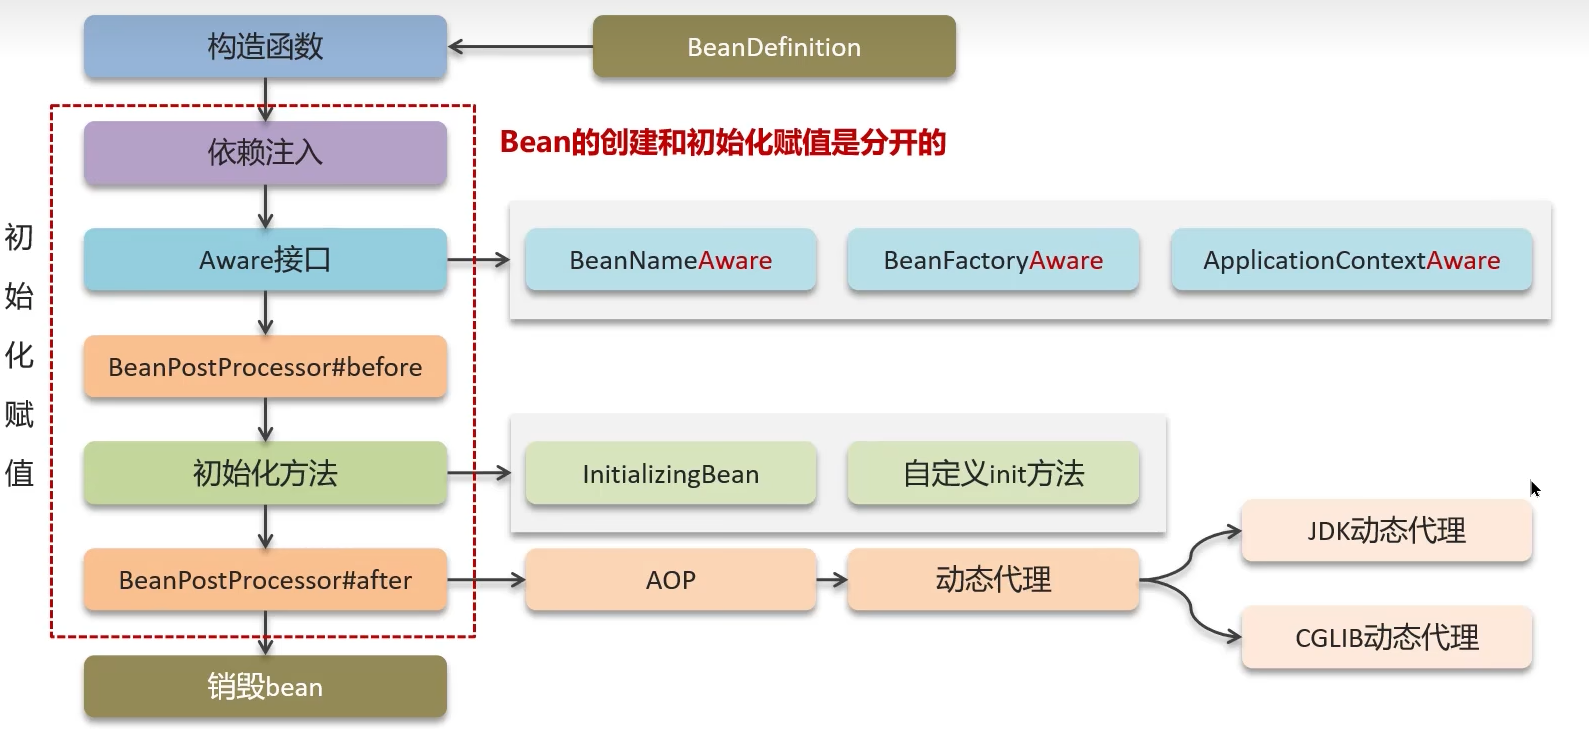 构造函数
BeanDefinition
依赖注入
Bean的创建和初始化赋值是分开的
初始化赋值
Aware接口
BeanNameAware
BeanFactoryAware
ApplicationContextAware
BeanPostProcessor#before
初始化方法
InitializingBean
自定义init方法
BeanPostProcessor#after
AOP
动态代理
JDK动态代理
CGLIB动态代理
销毁bean